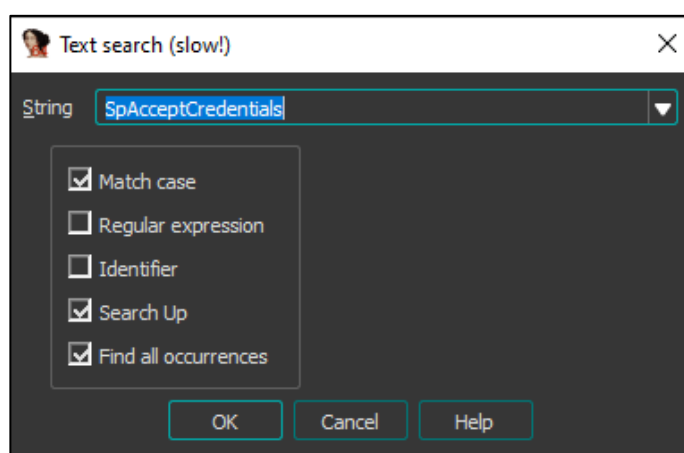 Text search (slow!)
String SpAcceptCredentials
Match case
Regular expression
Identifier
Search Up
Find all occurrences
OK Cancel Help